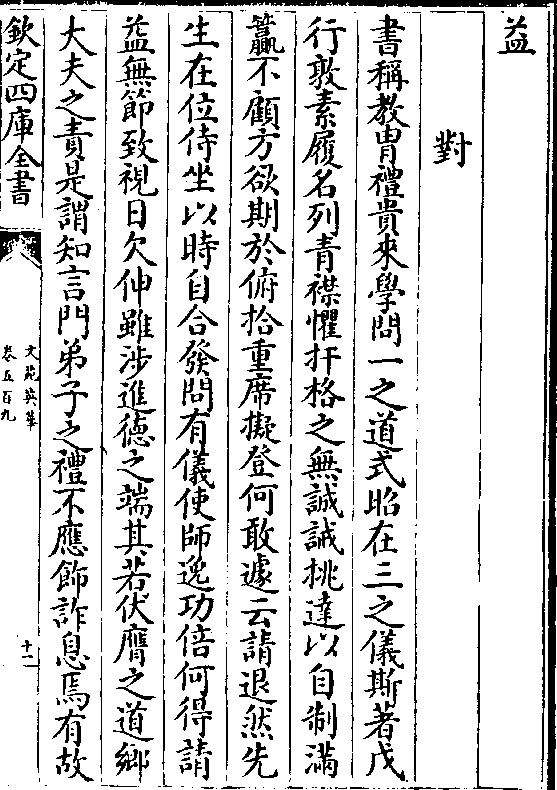 益
對
書稱教胄禮貴來學問一之道式昭在三之儀斯著戊
行敦素履名列青襟懼扞格之無誠誡挑達以自制滿
籯不顧方欲期於俯拾重席擬登何敢遽云請退然先
生在位侍坐以時自合發問有儀使師逸功倍何得請
益無節致視日欠伸雖涉進德之端其若伏膺之道鄉
大夫之責是謂知言門弟子之禮不應飾詐息焉有故
欽定四庫全書
文苑英華
卷五百九
十二